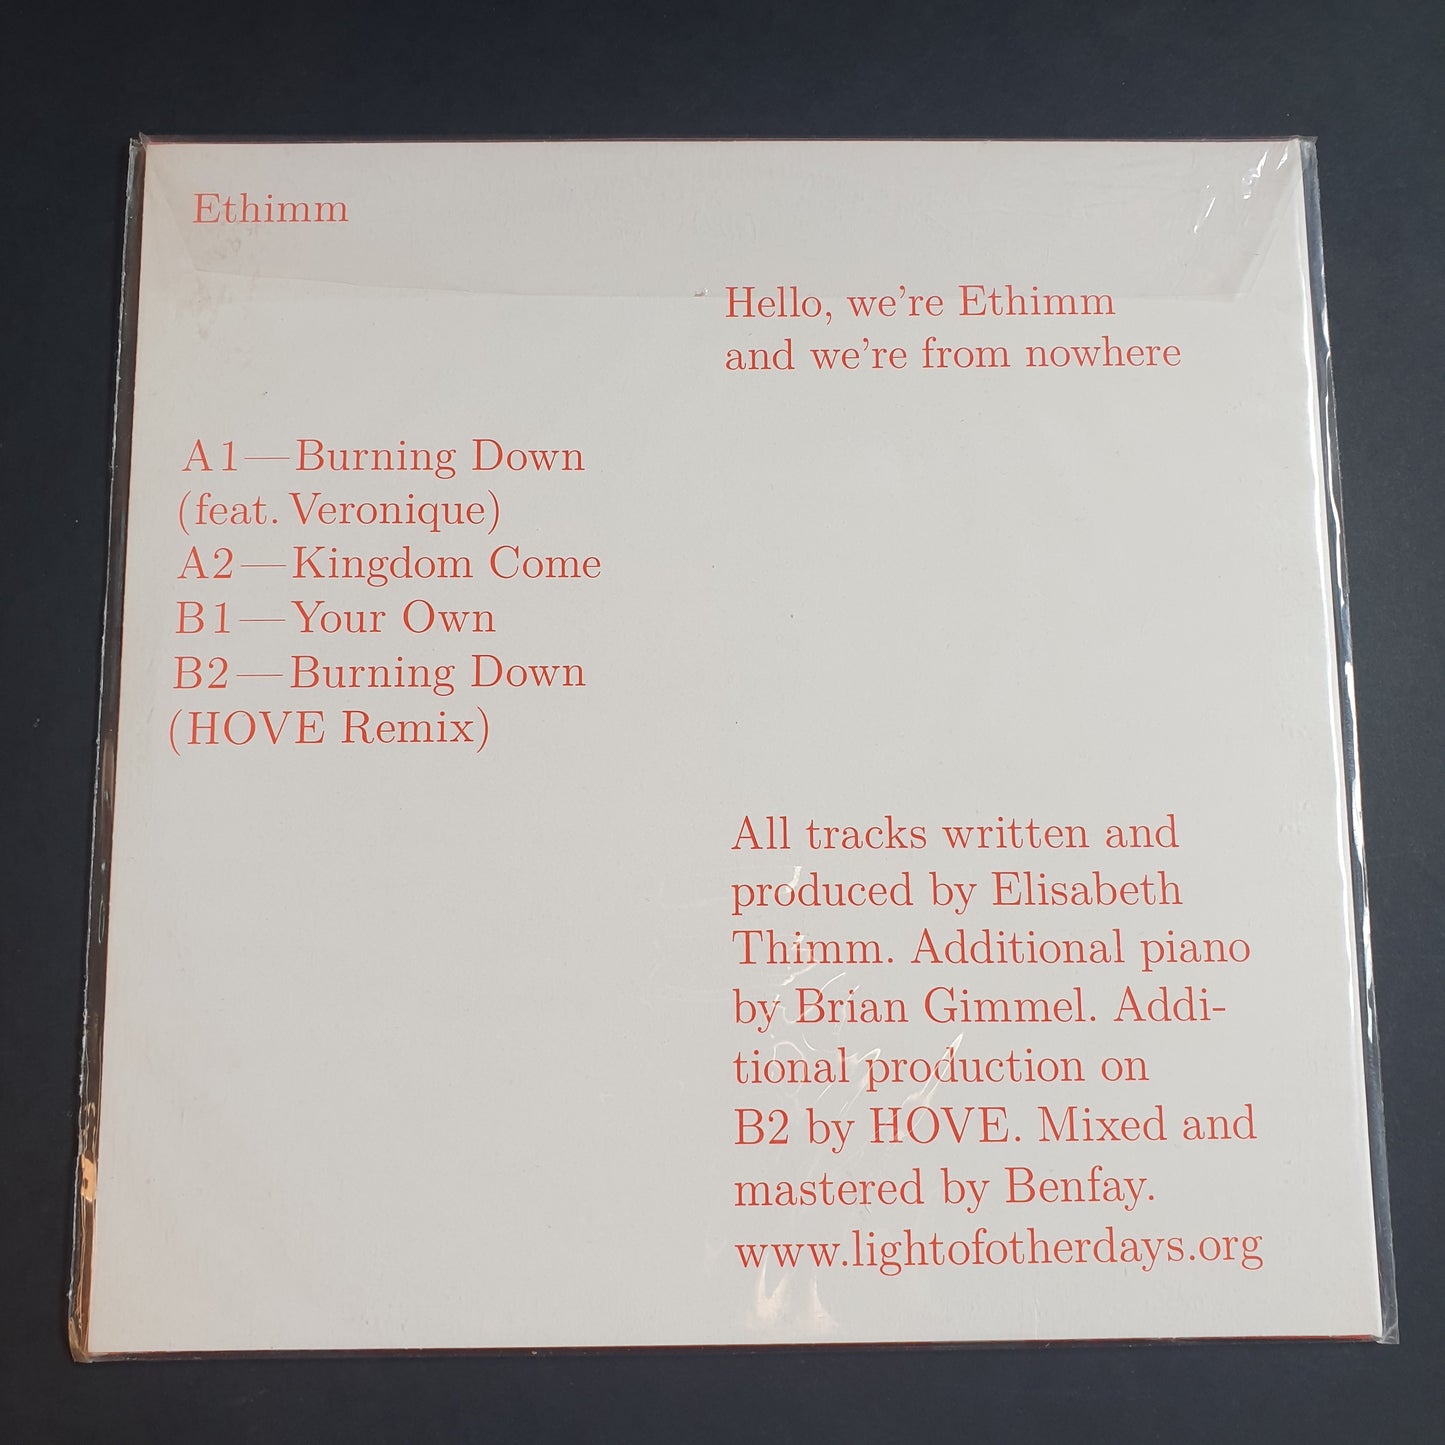 Ethimm
Hello, we're Ethimm
and we're from nowhere
A1—Burning Down
(feat. Veronique)
A2—Kingdom Come
B1—Your Own
B2—Burning Down
(HOVE Remix)
All tracks written and
produced by Elisabeth
Thimm. Additional piano
by Brian Gimmel. Addi-
tional production on
B2 by HOVE. Mixed and
mastered by Benfay.
www.lightofotherdays.org